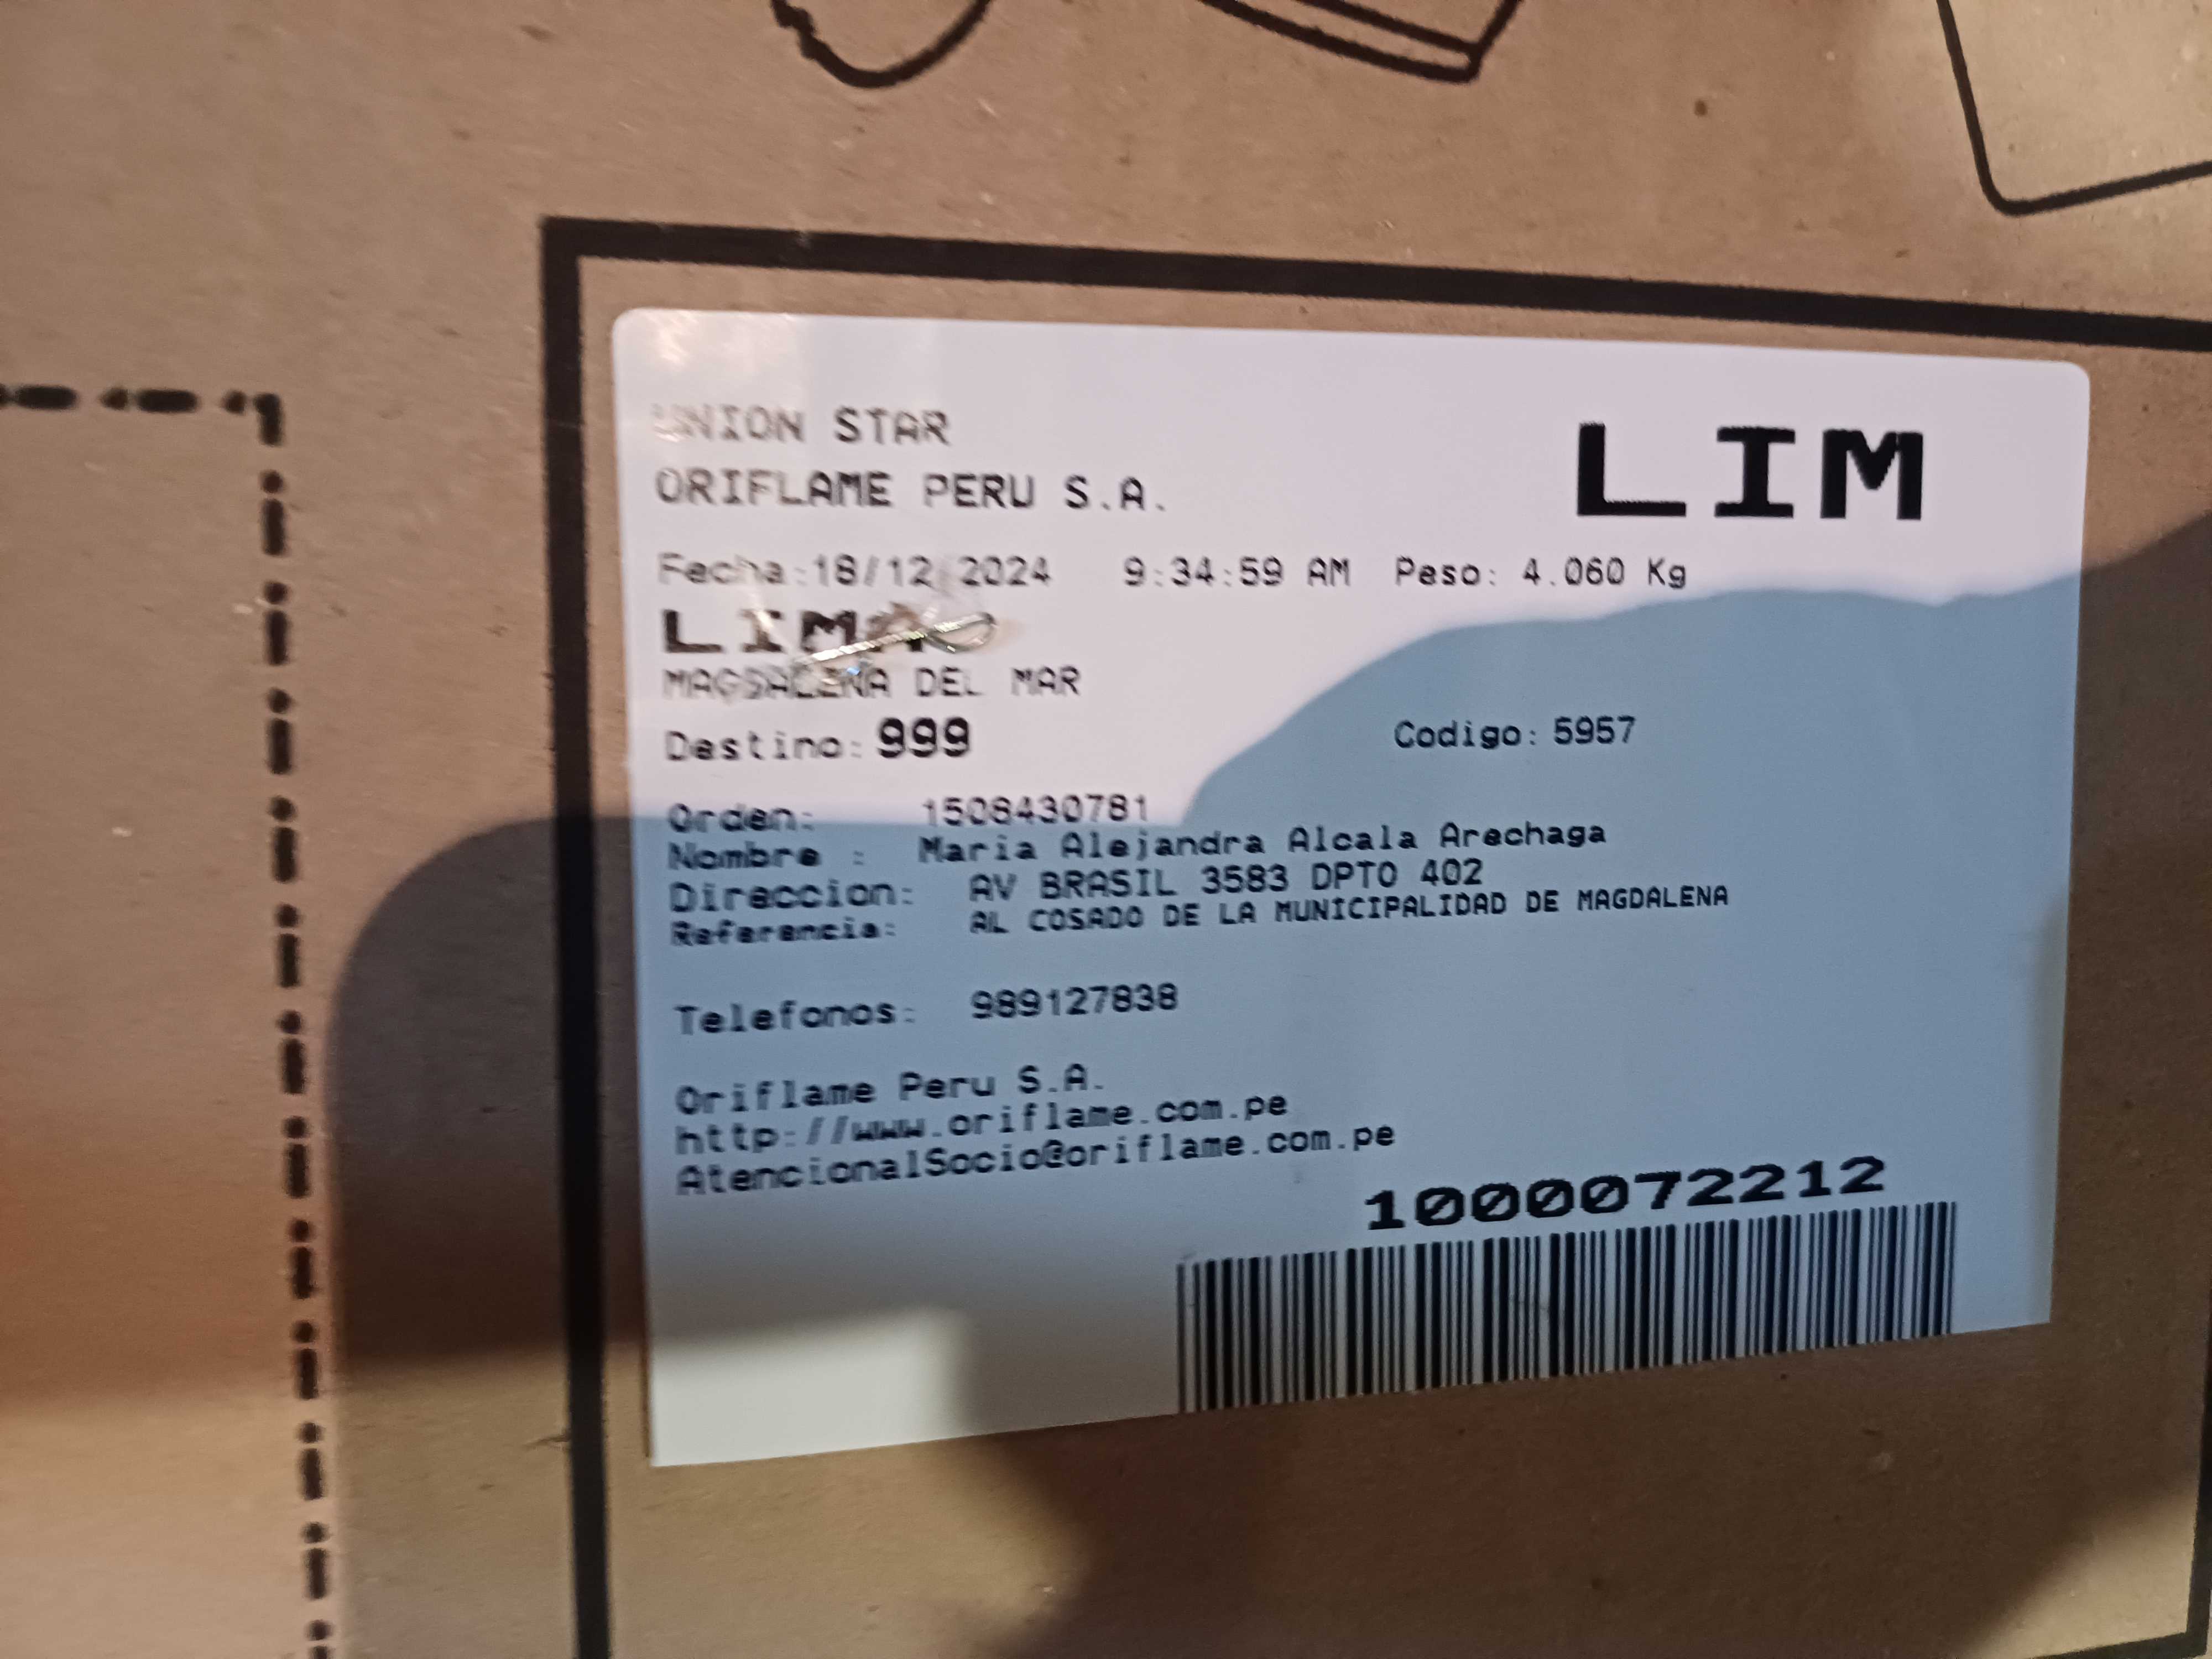 UNION STAR
LIM
ORIFLAME PERU S.A.
Fecha:18/12/2024 9:34:59 AM Peso: 4.060 Kg
LIMA
MAGDALENA DEL MAR
Destino: 999 Codigo: 5957
Orden: 1508430781
Nombre : Maria Alejandra Alcala Arechaga
Direccion: AV BRASIL 3583 DPTO 402
Referencia: AL COSADO DE LA MUNICIPALIDAD DE MAGDALENA
Telefonos: 989127838
Oriflame Peru S.A.
http://www.oriflame.com.pe
AtencionalSocio@oriflame.com.pe
1000072212